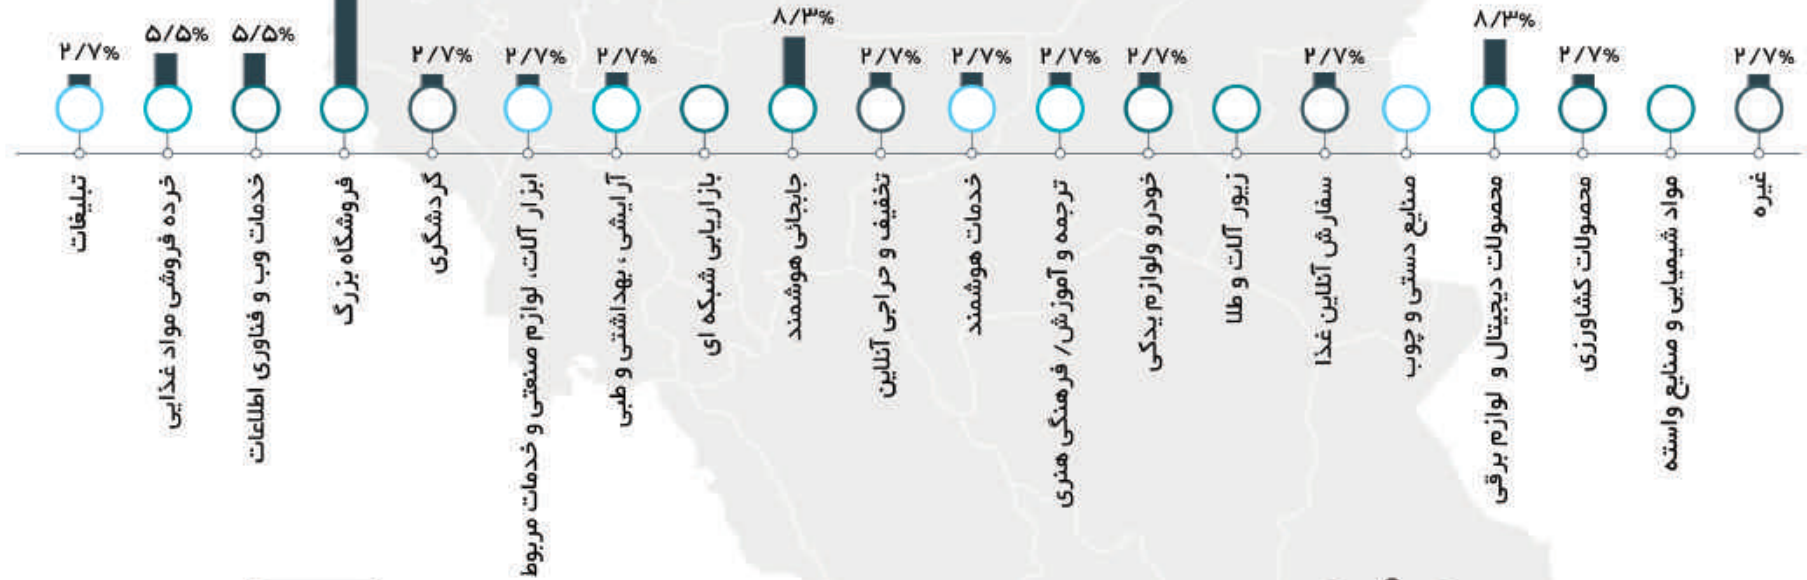 ۲/۷%
۵/۵%
۵/۵%
۲/۷%
۲/۷%
۲/۷%
۸/۳%
۲/۷%
۲/۷%
۲/۷%
۲/۷%
۲/۷%
۸/۳%
۲/۷%
۲/۷%
تبلیغات
خرده فروشی مواد غذایی
خدمات وب و فناوری اطلاعات
فروشگاه بزرگ
گردشگری
ابزار آلات، لوازم صنعتی و خدمات مربوط
آرایشی ، بهداشتی و طبی
بازاریابی شبکه ای
جابجائی هوشمند
تخفیف و حراجی آنلاین
خدمات هوشمند
ترجمه و آموزش/ فرهنگی هنری
خودرو ولوازم یدکی
زیور آلات و طلا
سفارش آنلاین غذا
صنایع دستی و چوب
محصولات دیجیتال و لوازم برقی
محصولات کشاورزی
مواد شیمیایی و صنایع واسته
غیره